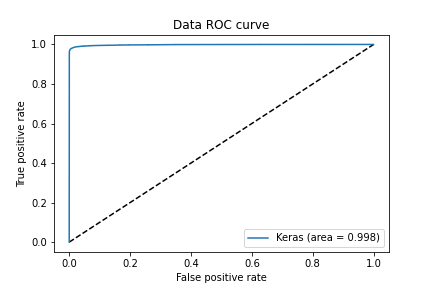 Data ROC curve
1.0
0.8
0.6
0.4
0.2
0.0
True positive rate
Keras (area = 0.998)
0.0 0.2 0.4 0.6 0.8 1.0
False positive rate